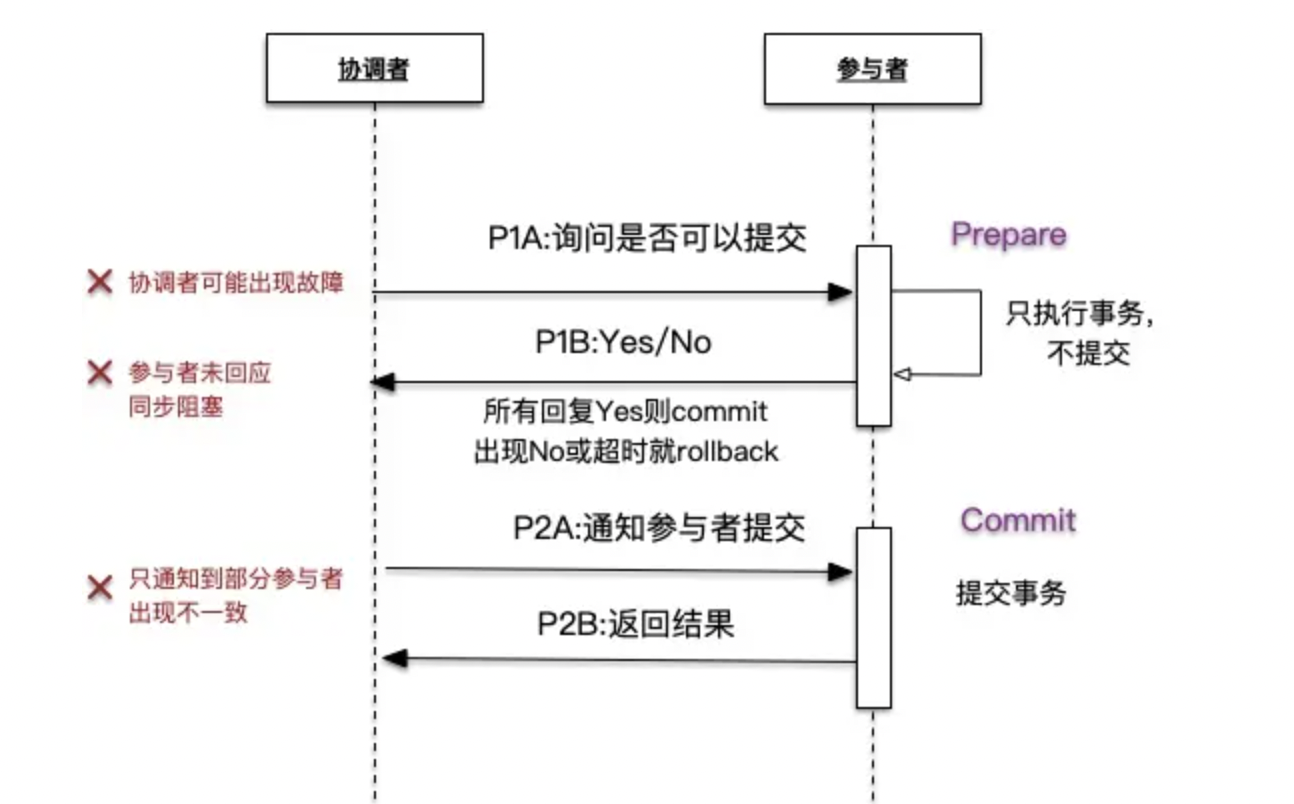 协调者
参与者
P1A:询问是否可以提交
Prepare
协调者可能出现故障
只执行事务,
不提交
P1B:Yes/No
参与者未回应
同步阻塞
所有回复Yes则commit
出现No或超时就rollback
P2A:通知参与者提交
Commit
只通知到部分参与者
出现不一致
提交事务
P2B:返回结果